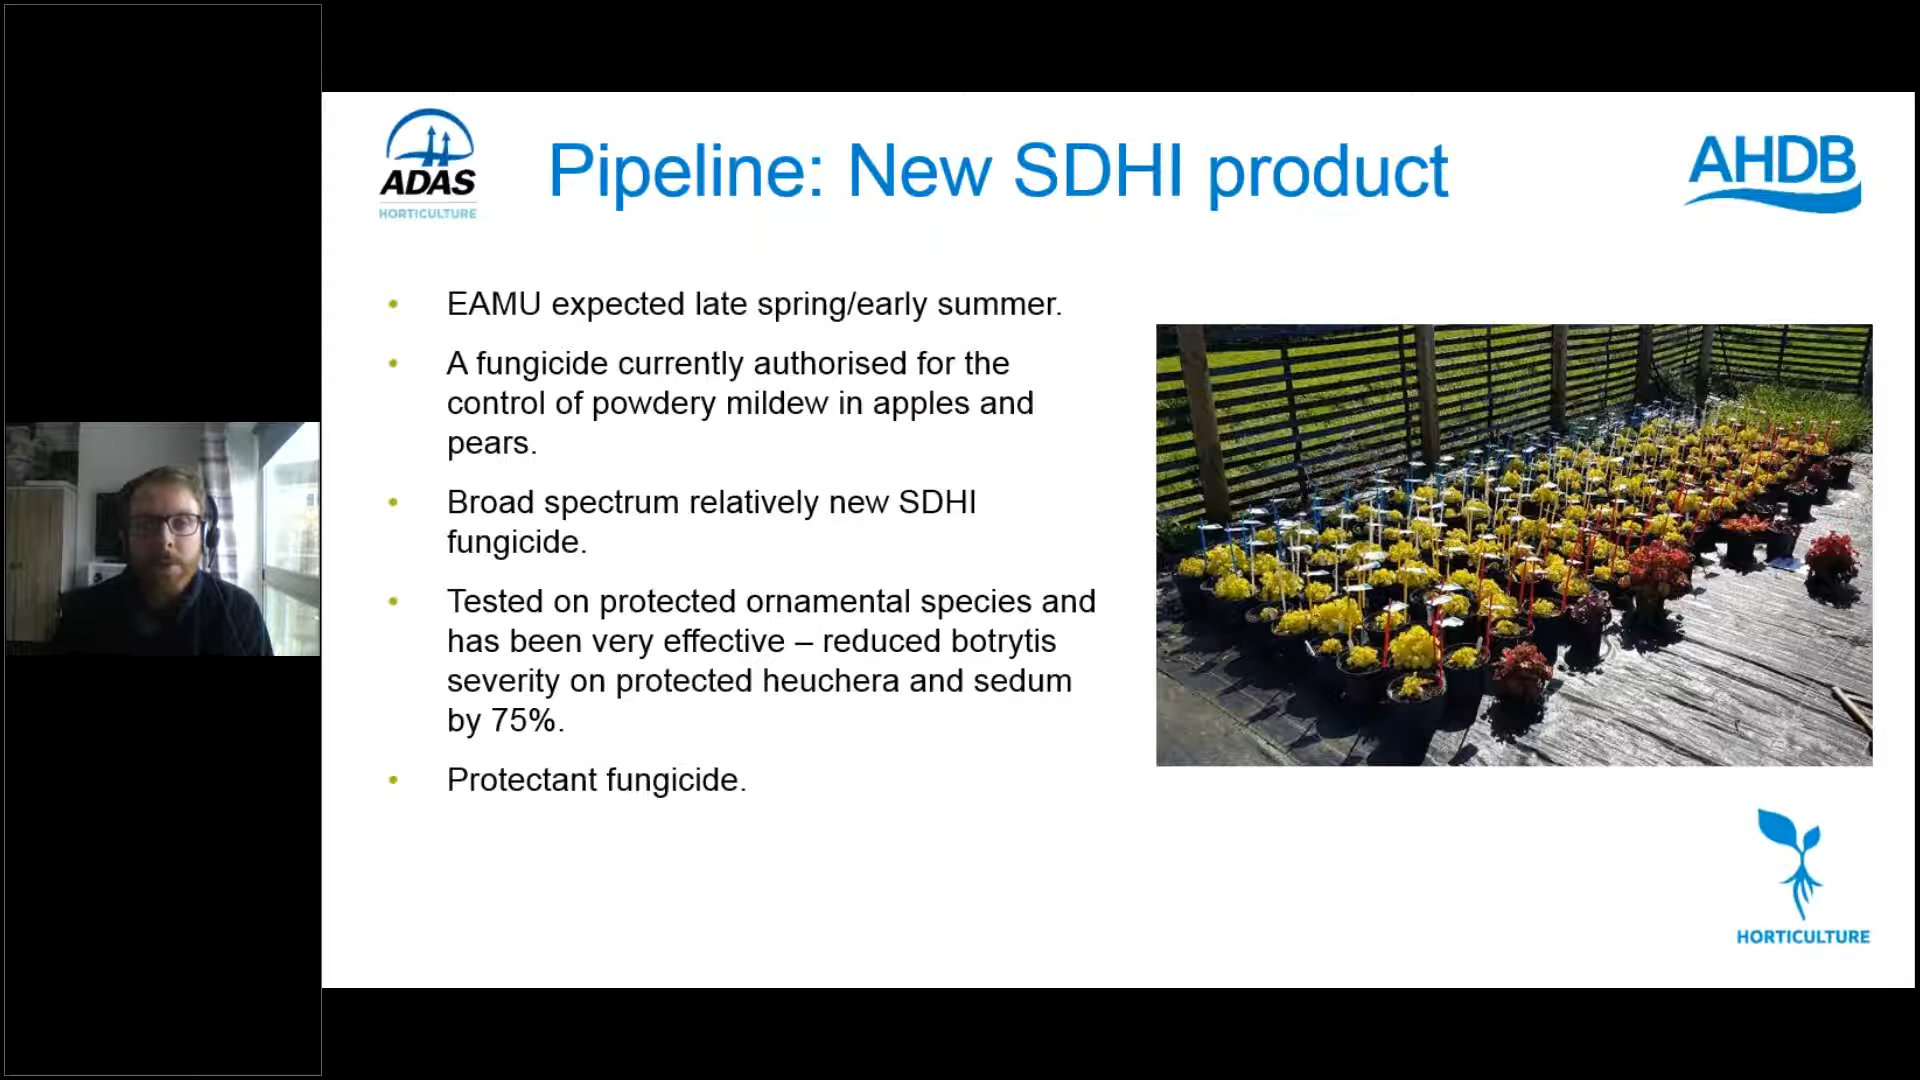 ADAS
HORTICULTURE
Pipeline: New SDHI product
AHDB
• EAMU expected late spring/early summer.
• A fungicide currently authorised for the
control of powdery mildew in apples and
pears.
• Broad spectrum relatively new SDHI
fungicide.
• Tested on protected ornamental species and
has been very effective – reduced botrytis
severity on protected heuchera and sedum
by 75%.
• Protectant fungicide.
HORTICULTURE